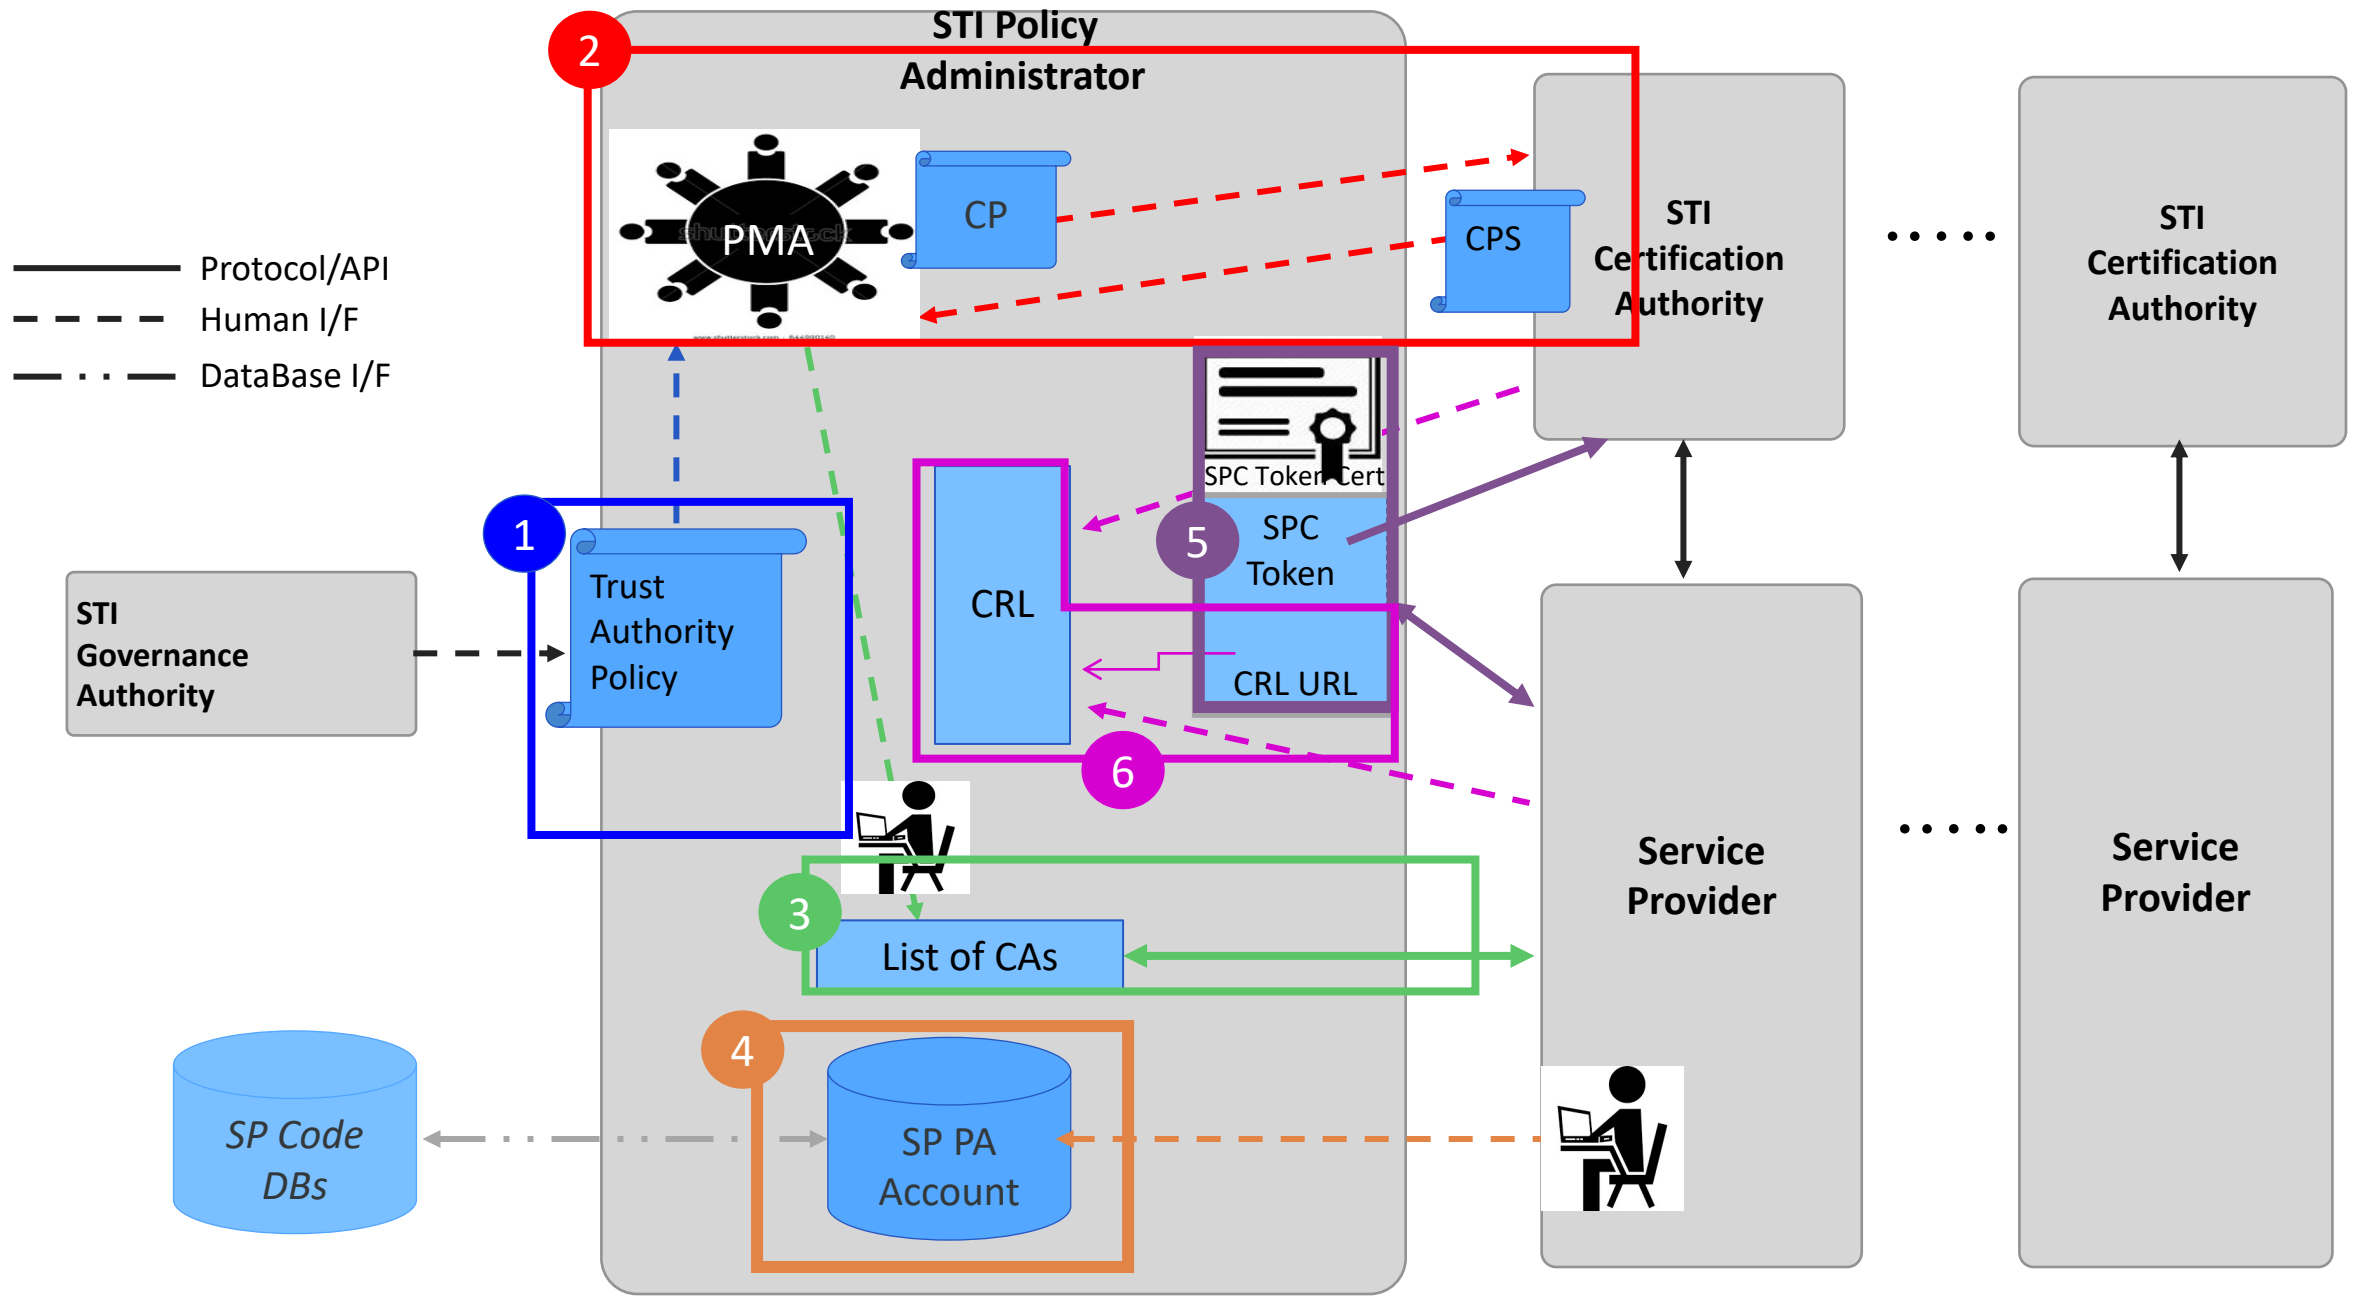 STI Policy
Administrator
2
PMA
shutterstock
CP
CPS
STI
Certification
Authority
STI
Certification
Authority
Protocol/API
Human I/F
DataBase I/F
SPC Token Cert
1
Trust
Authority
Policy
STI
Governance
Authority
5
SPC
Token
CRL
CRL URL
6
Service
Provider
Service
Provider
3
List of CAs
4
SP PA
Account
SP Code
DBs